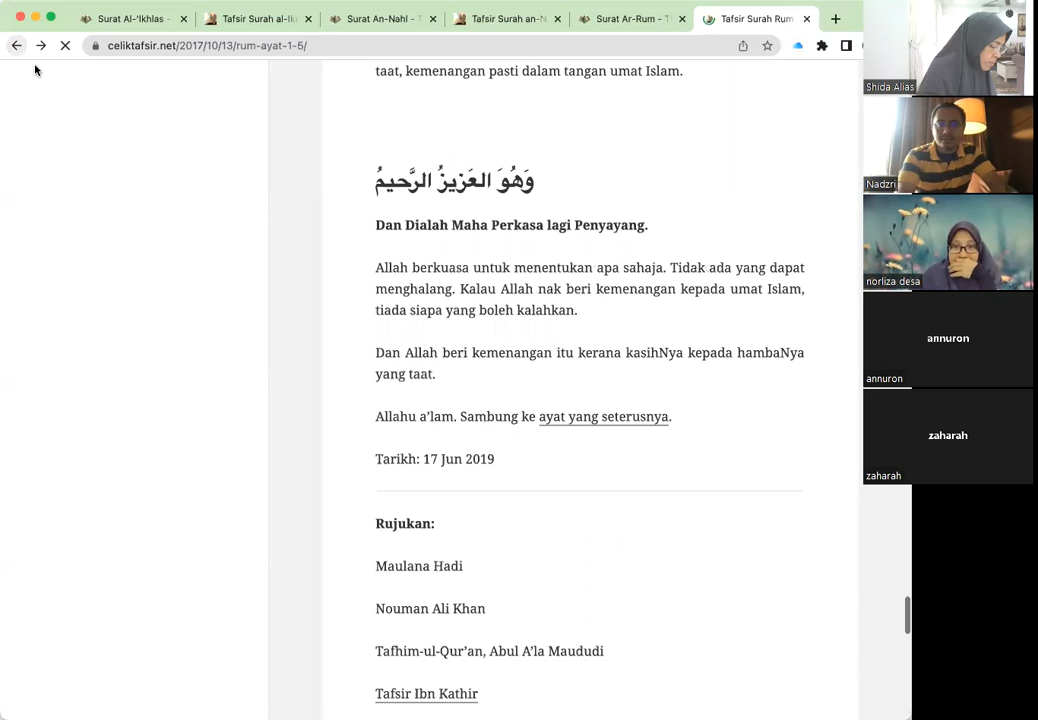 Surat Al-'Ikhlas -
Tafsir Surah al-Ik
Surat An-Nahl - T
Tafsir Surah an-N
Surat Ar-Rum - T
Tafsir Surah Rum
celiktafsir.net/2017/10/13/rum-ayat-1-5/
taat, kemenangan pasti dalam tangan umat Islam.
وَهُوَ العَزيزُ الرَّحيمُ
Dan Dialah Maha Perkasa lagi Penyayang.
Allah berkuasa untuk menentukan apa sahaja. Tidak ada yang dapat
menghalang. Kalau Allah nak beri kemenangan kepada umat Islam,
tiada siapa yang boleh kalahkan.
Dan Allah beri kemenangan itu kerana kasihNya kepada hambaNya
yang taat.
Allahu a’lam. Sambung ke ayat yang seterusnya.
Tarikh: 17 Jun 2019
Rujukan:
Maulana Hadi
Nouman Ali Khan
Tafhim-ul-Qur’an, Abul A’la Maududi
Tafsir Ibn Kathir
Shida Alias
Nadzri
norliza desa
annuron
annuron
zaharah
zaharah